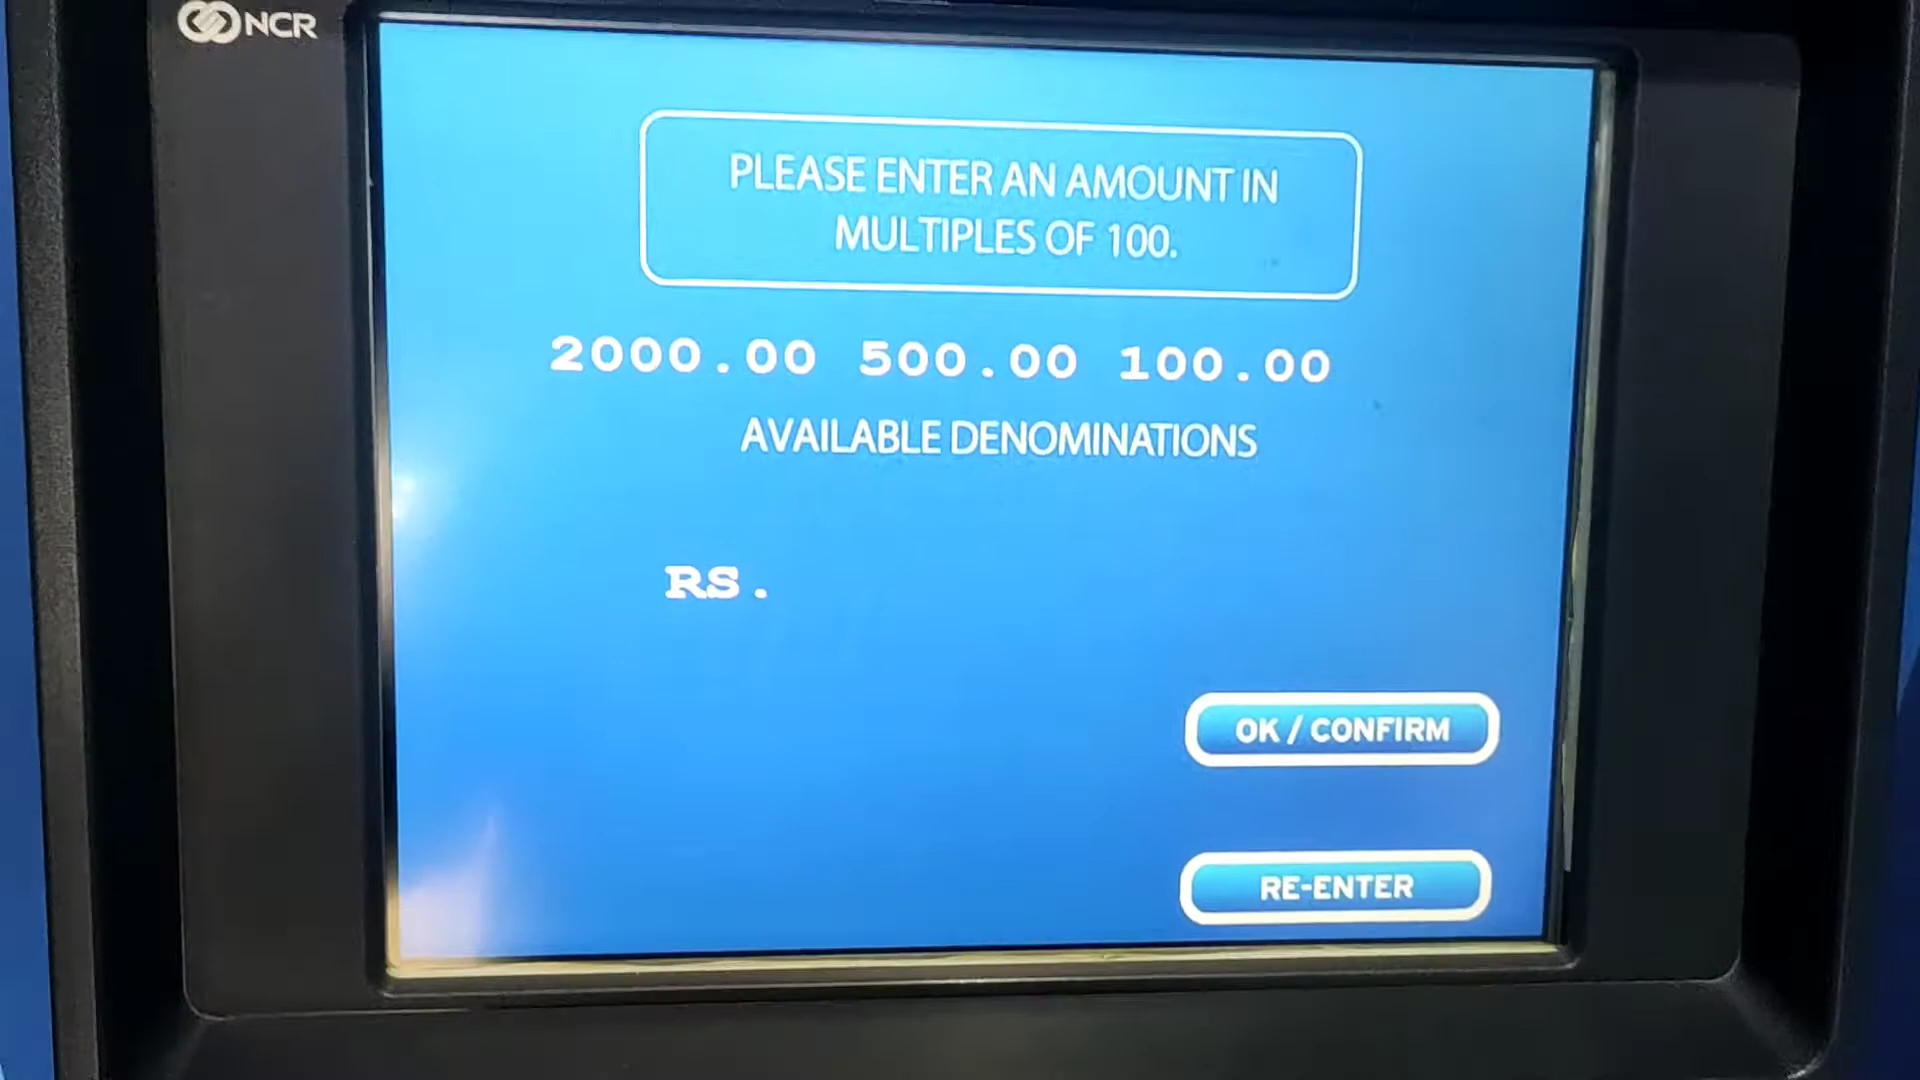 NCR
PLEASE ENTER AN AMOUNT IN
MULTIPLES OF 100.
2000.00 500.00 100.00
AVAILABLE DENOMINATIONS
RS.
OK / CONFIRM
RE-ENTER